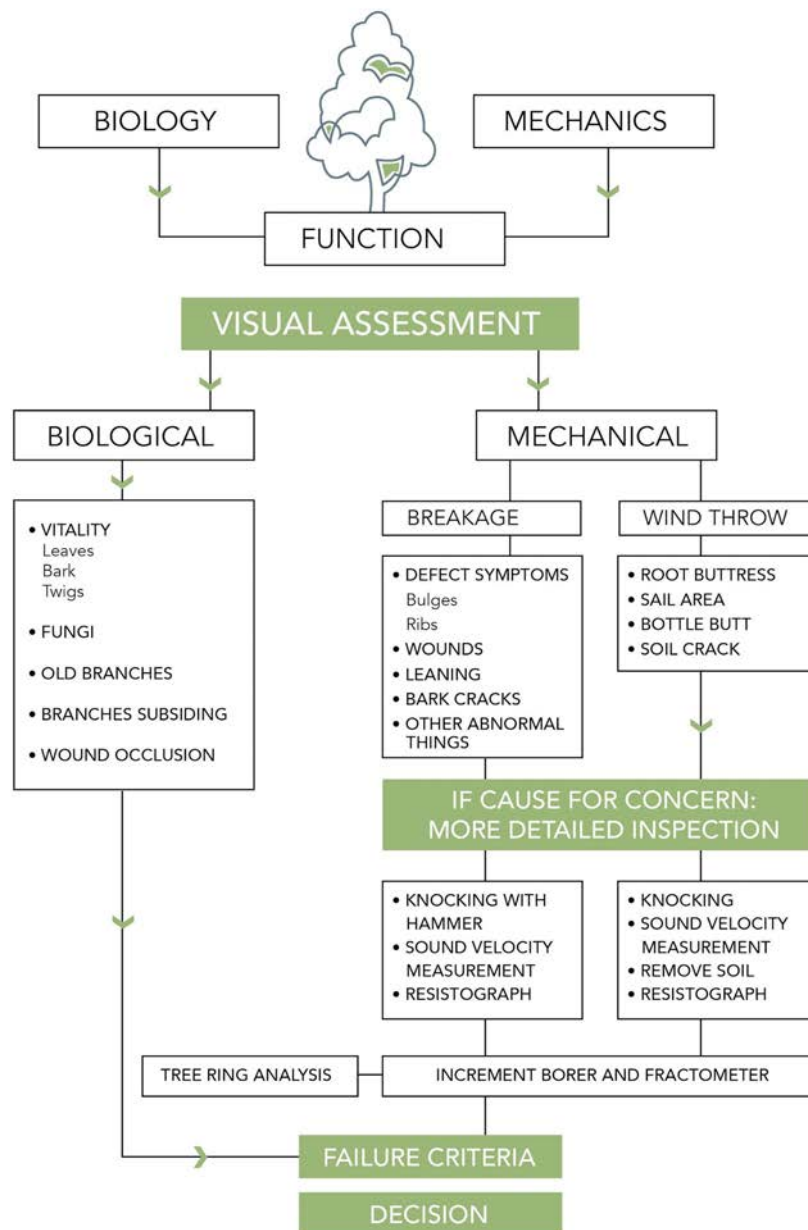 BIOLOGY
MECHANICS
FUNCTION
VISUAL ASSESSMENT
BIOLOGICAL
MECHANICAL
• VITALITY
Leaves
Bark
Twigs
• FUNGI
• OLD BRANCHES
• BRANCHES SUBSIDING
• WOUND OCCLUSION
BREAKAGE
• DEFECT SYMPTOMS
Bulges
Ribs
• WOUNDS
• LEANING
• BARK CRACKS
• OTHER ABNORMAL
THINGS
WIND THROW
• ROOT BUTTRESS
• SAIL AREA
• BOTTLE BUTT
• SOIL CRACK
IF CAUSE FOR CONCERN:
MORE DETAILED INSPECTION
• KNOCKING WITH
HAMMER
• SOUND VELOCITY
MEASUREMENT
• RESISTOGRAPH
• KNOCKING
• SOUND VELOCITY
MEASUREMENT
• REMOVE SOIL
• RESISTOGRAPH
TREE RING ANALYSIS
INCREMENT BORER AND FRACTOMETER
FAILURE CRITERIA
DECISION